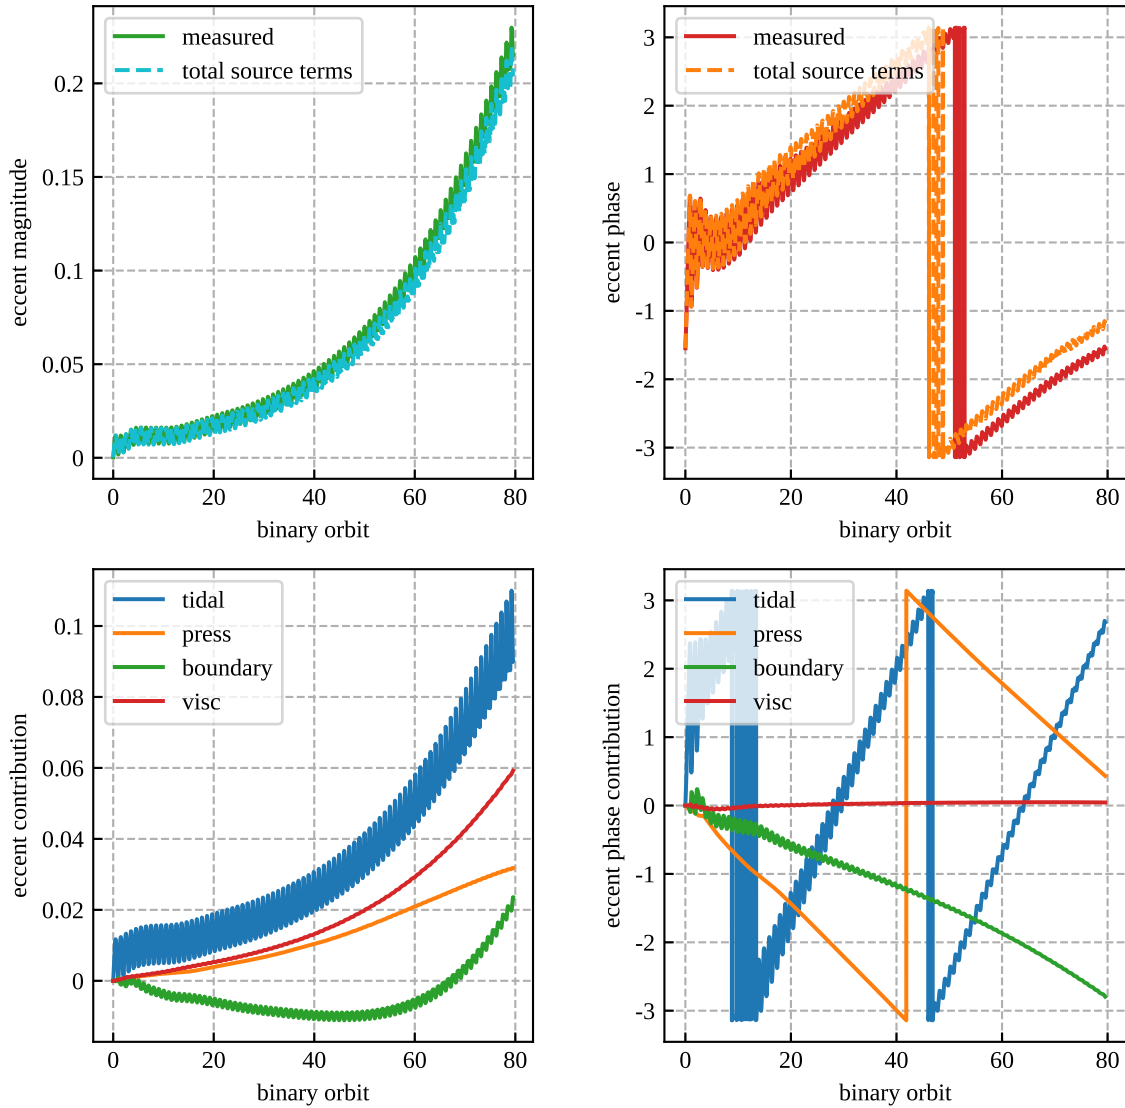 measured
total source terms
0.2
0.15
0.1
0.05
0
eccent magnitude
0 20 40 60 80
binary orbit
measured
total source terms
3
2
1
0
-1
-2
-3
eccent phase
0 20 40 60 80
binary orbit
tidal
press
boundary
visc
0.1
0.08
0.06
0.04
0.02
0
eccent contribution
0 20 40 60 80
binary orbit
tidal
press
boundary
visc
3
2
1
0
-1
-2
-3
eccent phase contribution
0 20 40 60 80
binary orbit